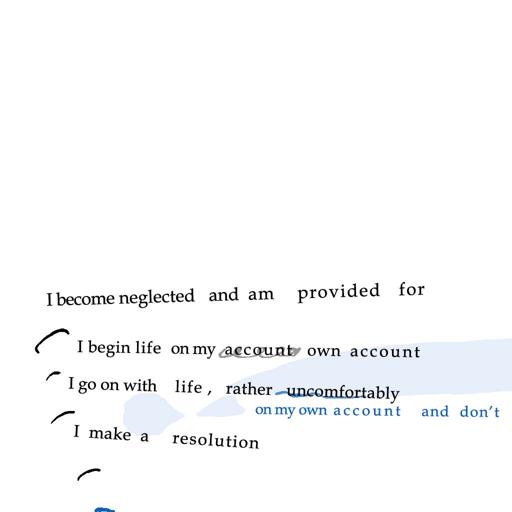 I become neglected and am provided for
I begin life on my account own account
I go on with life, rather uncomfortably
on my own account and don't
I make a resolution